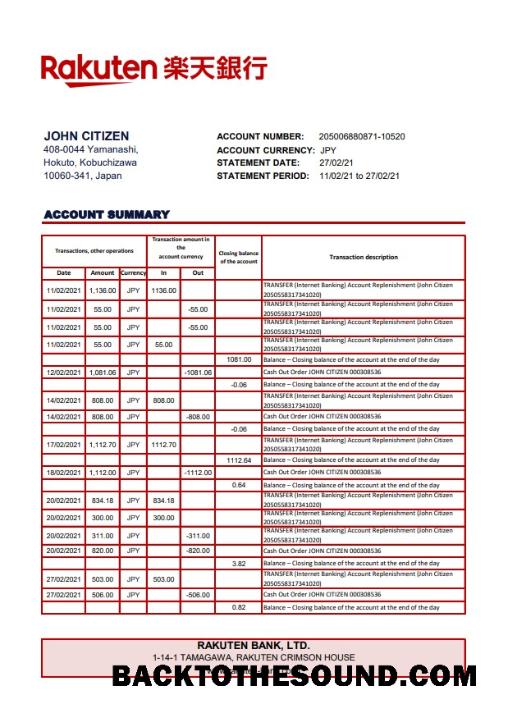 Rakuten 楽天銀行
JOHN CITIZEN
408-0044 Yamanashi,
Hokuto, Kobuchizawa
10060-341, Japan
ACCOUNT NUMBER: 205006880871-10520
ACCOUNT CURRENCY: JPY
STATEMENT DATE: 27/02/21
STATEMENT PERIOD: 11/02/21 to 27/02/21
ACCOUNT SUMMARY
Transactions, other operations
Transaction amount in
the
account currency
Closing balance
of the account
Transaction description
Date Amount Currency In Out
11/02/2021 1,136.00 JPY 1136.00 TRANSFER (Internet Banking) Account Replenishment (John Citizen
2050558317341020)
11/02/2021 55.00 JPY -55.00 TRANSFER (Internet Banking) Account Replenishment (John Citizen
2050558317341020)
11/02/2021 55.00 JPY -55.00 TRANSFER (Internet Banking) Account Replenishment (John Citizen
2050558317341020)
11/02/2021 55.00 JPY 55.00 TRANSFER (Internet Banking) Account Replenishment (John Citizen
2050558317341020)
1081.00 Balance – Closing balance of the account at the end of the day
12/02/2021 1,081.06 JPY -1081.06 Cash Out Order JOHN CITIZEN 000308536
-0.06 Balance – Closing balance of the account at the end of the day
14/02/2021 808.00 JPY 808.00 TRANSFER (Internet Banking) Account Replenishment (John Citizen
2050558317341020)
14/02/2021 808.00 JPY -808.00 Cash Out Order JOHN CITIZEN 000308536
-0.06 Balance – Closing balance of the account at the end of the day
17/02/2021 1,112.70 JPY 1112.70 TRANSFER (Internet Banking) Account Replenishment (John Citizen
2050558317341020)
1112.64 Balance – Closing balance of the account at the end of the day
18/02/2021 1,112.00 JPY -1112.00 Cash Out Order JOHN CITIZEN 000308536
0.64 Balance – Closing balance of the account at the end of the day
20/02/2021 834.18 JPY 834.18 TRANSFER (Internet Banking) Account Replenishment (John Citizen
2050558317341020)
20/02/2021 300.00 JPY 300.00 TRANSFER (Internet Banking) Account Replenishment (John Citizen
2050558317341020)
20/02/2021 311.00 JPY -311.00 TRANSFER (Internet Banking) Account Replenishment (John Citizen
2050558317341020)
20/02/2021 820.00 JPY -820.00 Cash Out Order JOHN CITIZEN 000308536
3.82 Balance – Closing balance of the account at the end of the day
27/02/2021 503.00 JPY 503.00 TRANSFER (Internet Banking) Account Replenishment (John Citizen
2050558317341020)
27/02/2021 506.00 JPY -506.00 Cash Out Order JOHN CITIZEN 000308536
0.82 Balance – Closing balance of the account at the end of the day
RAKUTEN BANK, LTD.
1-14-1 TAMAGAWA, RAKUTEN CRIMSON HOUSE
BACKTOTHESOUND.COM